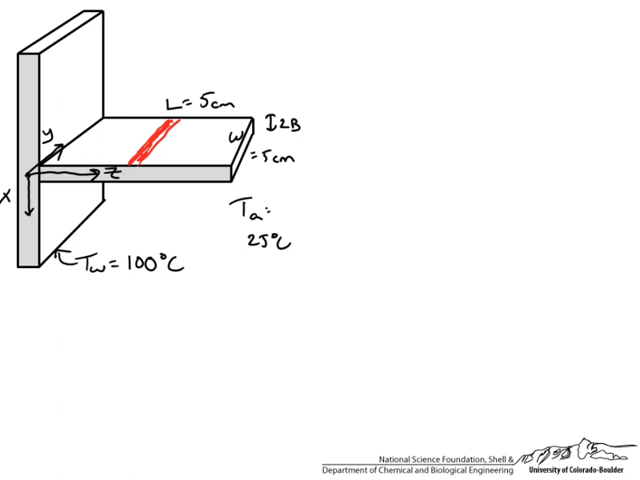 L = 5cm
I2B
y
w
= 5cm
z
x
Ta =
25°C
Tw = 100°C
National Science Foundation, Shell &
Department of Chemical and Biological Engineering
University of Colorado-Boulder